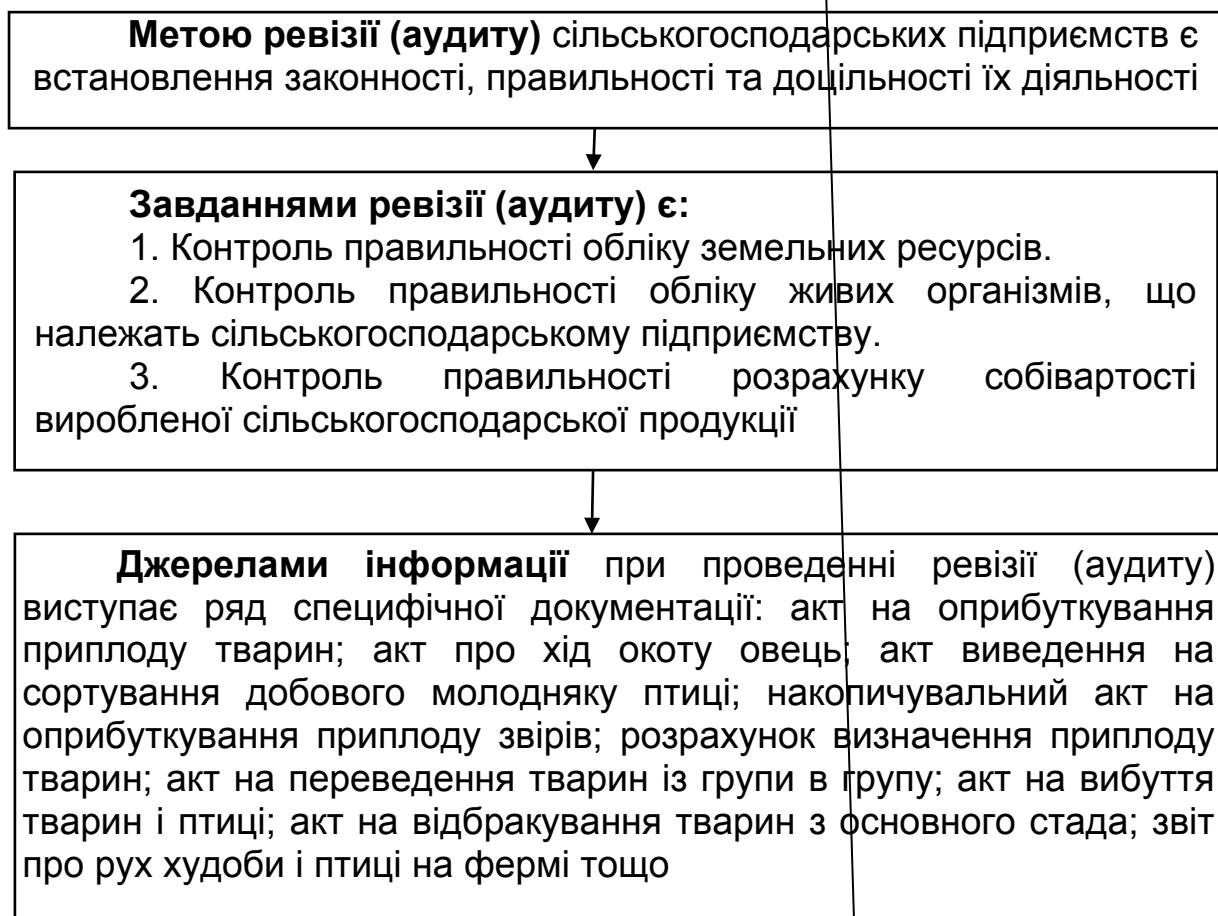 Метою ревізії (аудиту) сільськогосподарських підприємств є
встановлення законності, правильності та доцільності їх діяльності
Завданнями ревізії (аудиту) є:
1. Контроль правильності обліку земельних ресурсів.
2. Контроль правильності обліку живих організмів, що
належать сільськогосподарському підприємству.
3. Контроль правильності розрахунку собівартості
виробленої сільськогосподарської продукції
Джерелами інформації при проведенні ревізії (аудиту)
виступає ряд специфічної документації: акт на оприбуткування
приплоду тварин; акт про хід окоту овець; акт виведення на
сортування добового молодняку птиці; накопичувальний акт на
оприбуткування приплоду звірів; розрахунок визначення приплоду
тварин; акт на переведення тварин із групи в групу; акт на вибуття
тварин і птиці; акт на відбракування тварин з основного стада; звіт
про рух худоби і птиці на фермі тощо